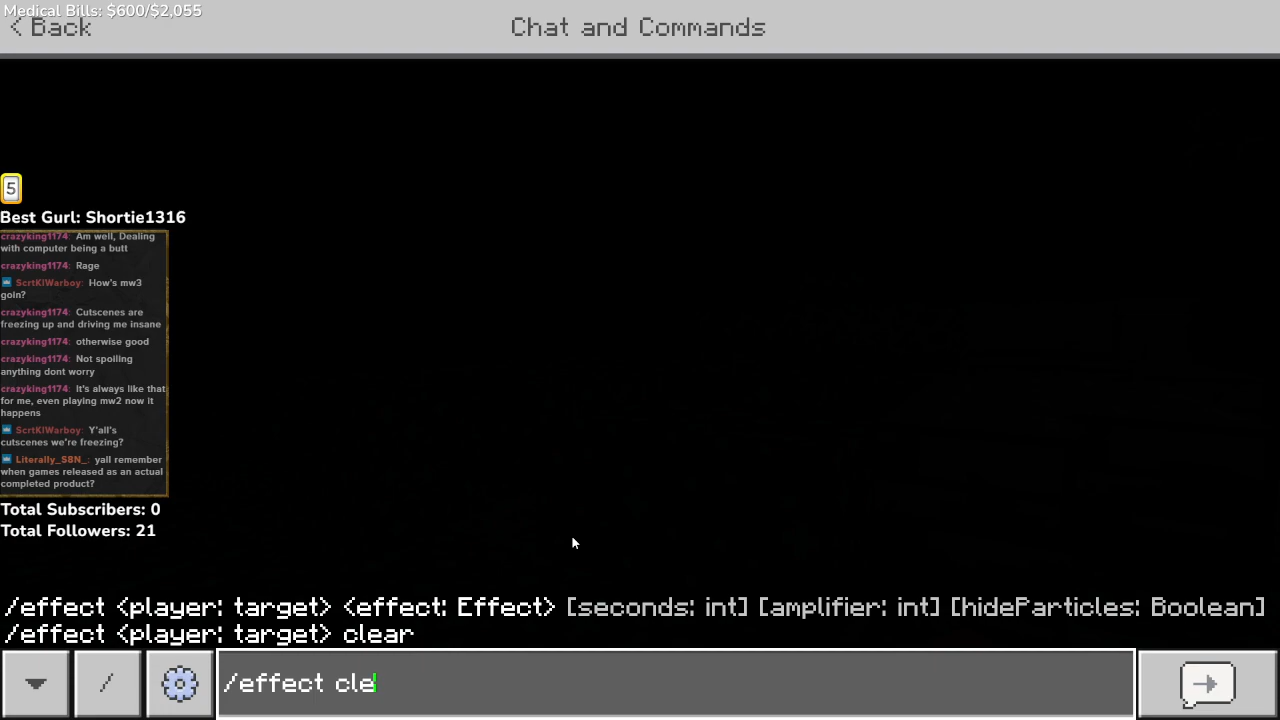 Medical Bills: $600/$2,055
< Back
Chat and Commands
5
Best Gurl: Shortie1316
crazyking1174: Am well, Dealing
with computer being a butt
crazyking1174: Rage
ScrtKlWarboy: How's mw3
goin?
crazyking1174: Cutscenes are
freezing up and driving me insane
crazyking1174: otherwise good
crazyking1174: Not spoiling
anything dont worry
crazyking1174: It's always like that
for me, even playing mw2 now it
happens
ScrtKlWarboy: Y'all's
cutscenes we're freezing?
Literally_S8N_: yall remember
when games released as an actual
completed product?
Total Subscribers: 0
Total Followers: 21
/effect <player: target> <effect: Effect> [seconds: int] [amplifier: int] [hideParticles: Boolean]
/effect <player: target> clear
/
/effect cle